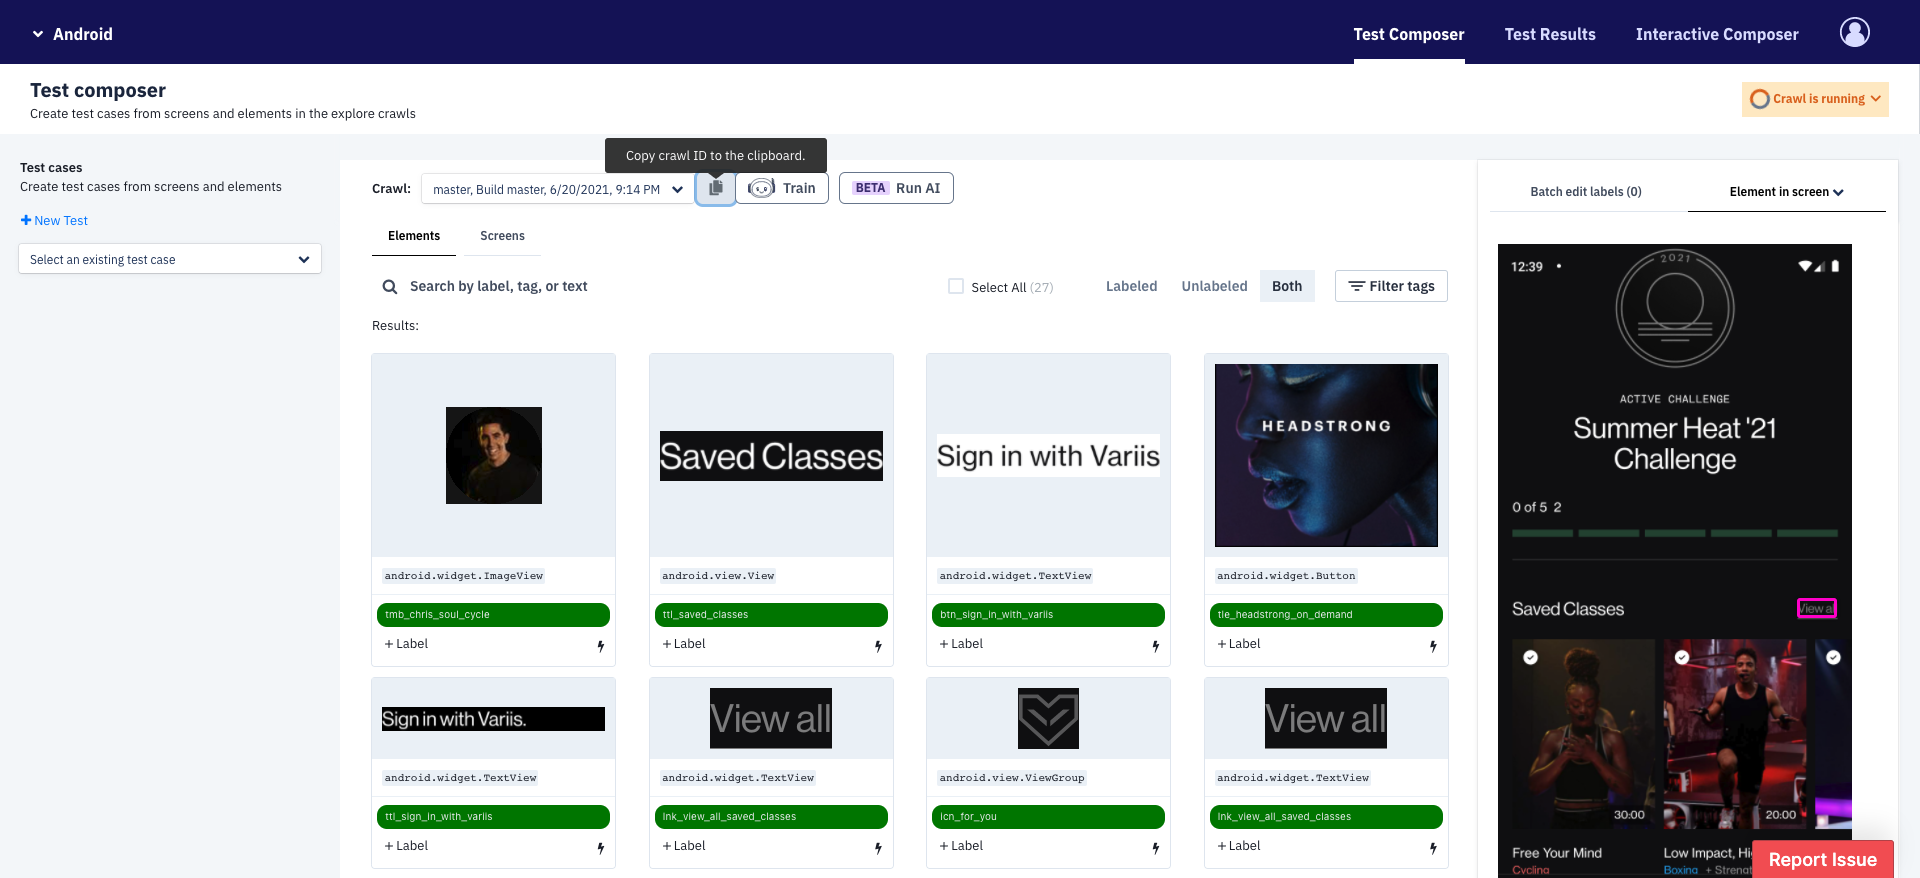 Android
Test Composer
Test Results
Interactive Composer
Test composer
Create test cases from screens and elements in the explore crawls
Crawl is running
Copy crawl ID to the clipboard.
Test cases
Create test cases from screens and elements
+ New Test
Select an existing test case
Crawl:
master, Build master, 6/20/2021, 9:14 PM
Train
BETA Run AI
Elements
Screens
Search by label, tag, or text
Select All (27)
Labeled
Unlabeled
Both
Filter tags
Results:
Saved Classes
Sign in with Variis
HEADSTRONG
android.widget.ImageView
android.view.View
android.widget.TextView
android.widget.Button
tmb_chris_soul_cycle
ttl_saved_classes
btn_sign_in_with_variis
tle_headstrong_on_demand
+ Label
+ Label
+ Label
+ Label
Sign in with Variis.
View all
View all
android.widget.TextView
android.widget.TextView
android.view.ViewGroup
android.widget.TextView
ttl_sign_in_with_variis
lnk_view_all_saved_classes
icn_for_you
lnk_view_all_saved_classes
+ Label
+ Label
+ Label
+ Label
Batch edit labels (0)
Element in screen
12:39
2021
ACTIVE CHALLENGE
Summer Heat '21
Challenge
0 of 5 2
Saved Classes
View all
30:00
20:00
Free Your Mind
Cycling
Low Impact, Hi
Boxing + Strengt
Report Issue